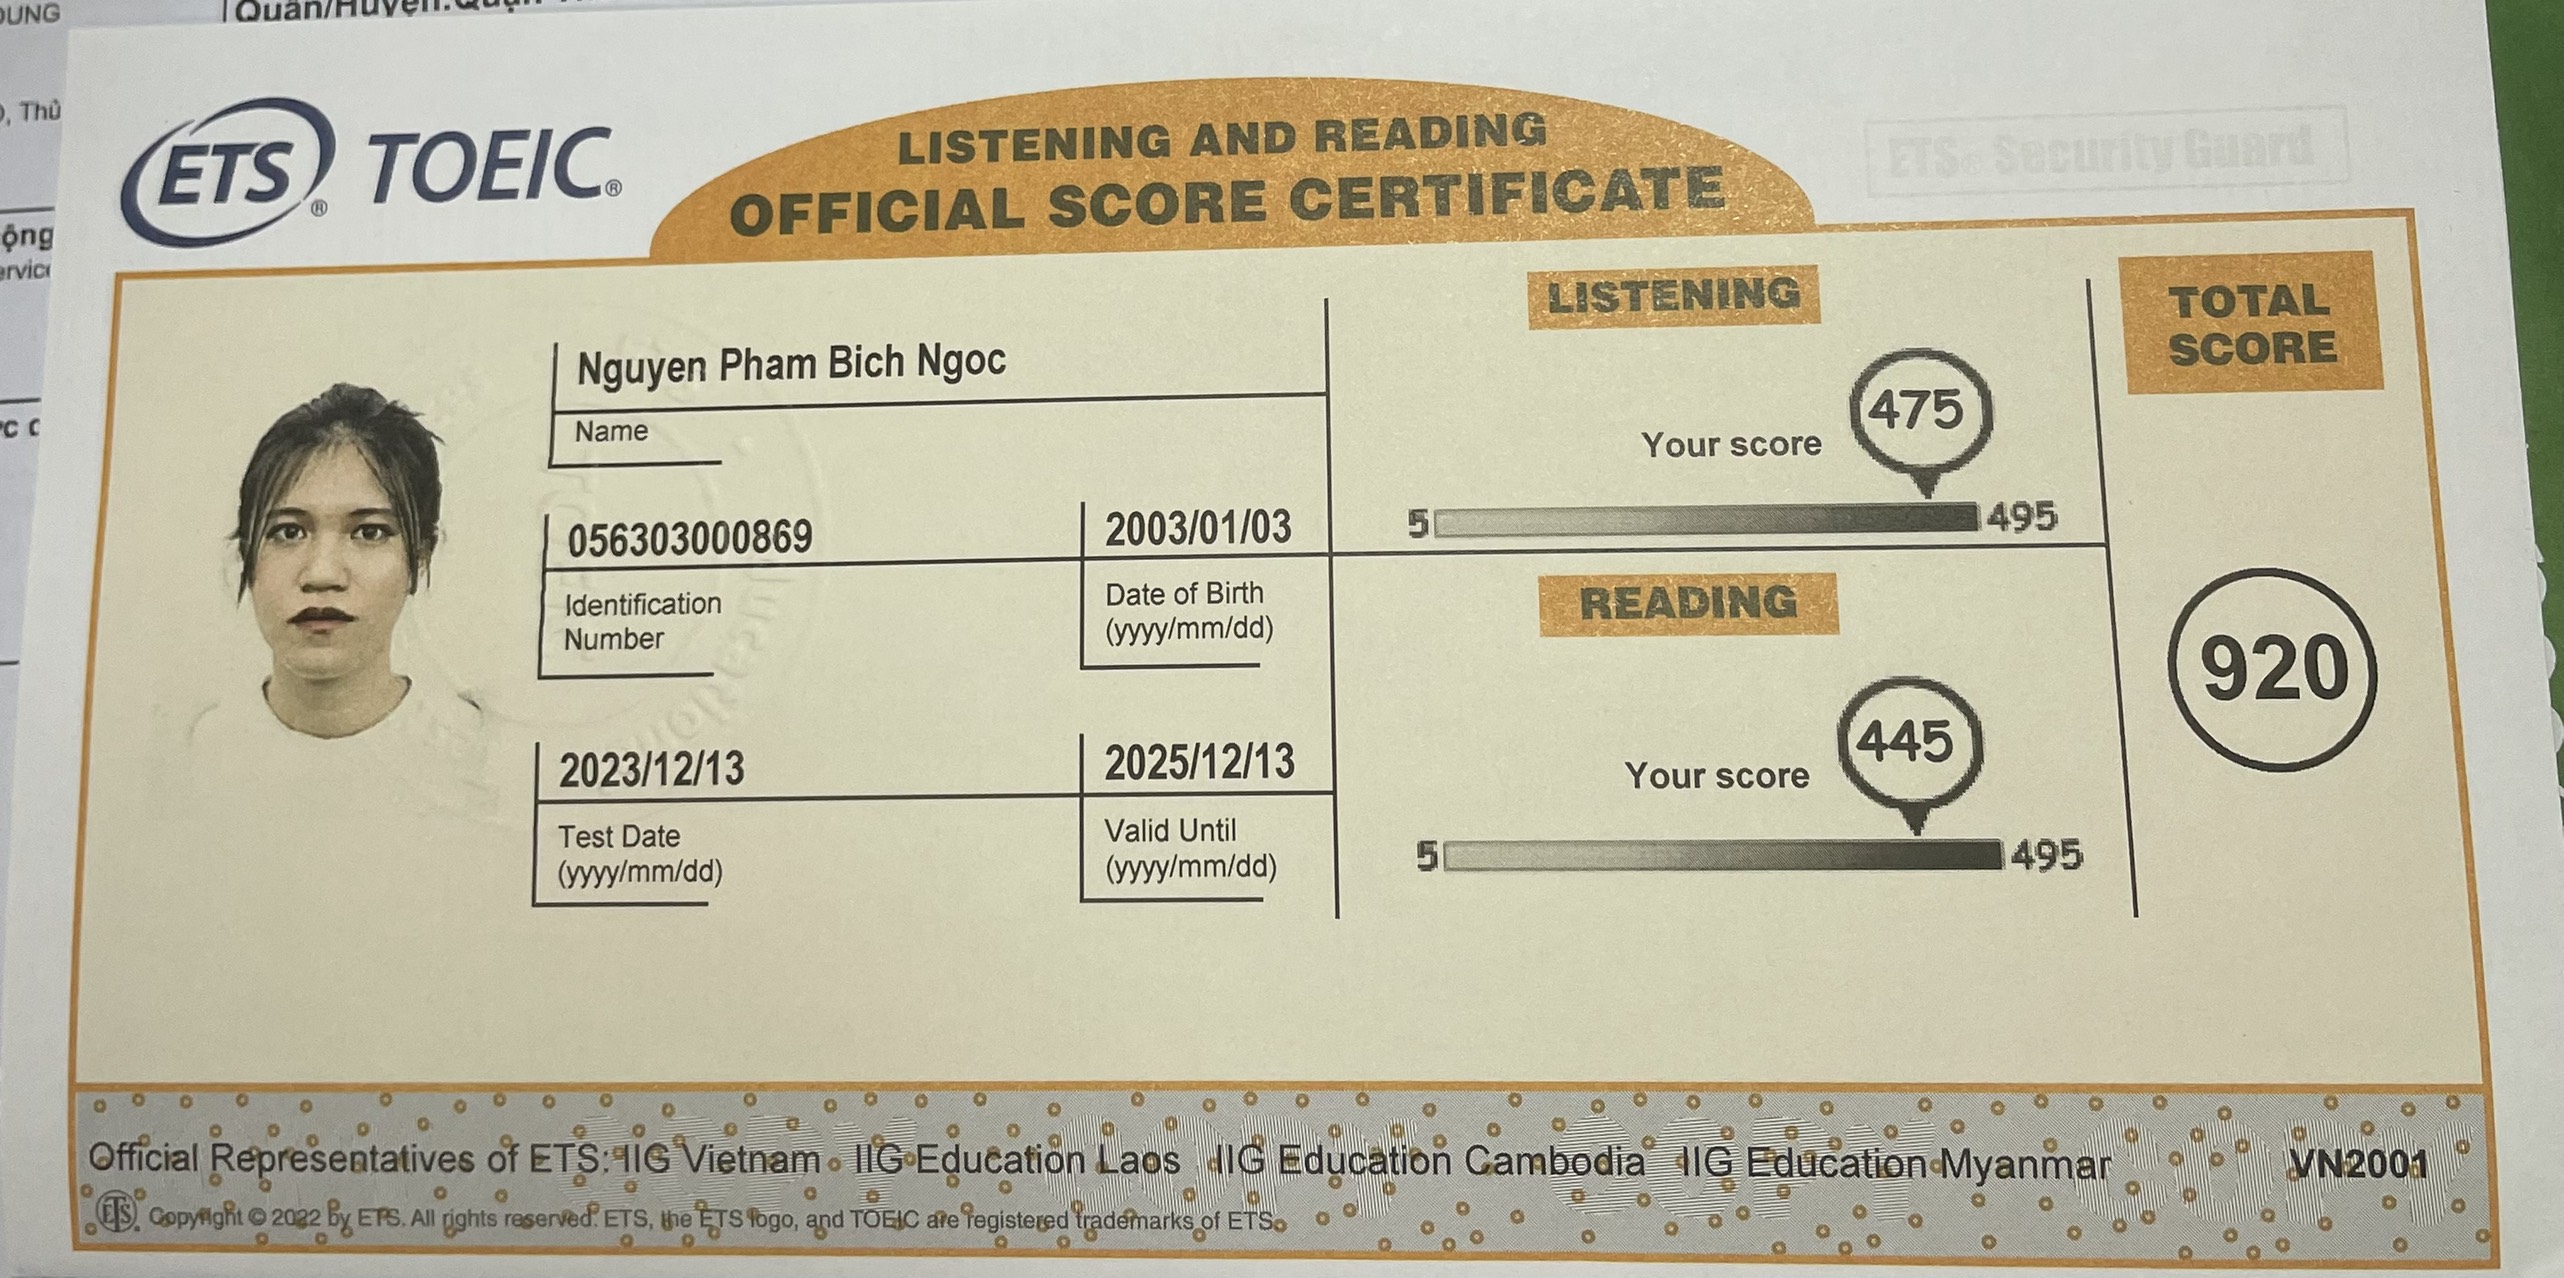 DUNG
Quận/Huyện:Quận
, Thủ
ộng
ETS® TOEIC®
LISTENING AND READING
OFFICIAL SCORE CERTIFICATE
ETS® Security Guard
Nguyen Pham Bich Ngoc
Name
056303000869
Identification
Number
2003/01/03
Date of Birth
(yyyy/mm/dd)
2023/12/13
Test Date
(yyyy/mm/dd)
2025/12/13
Valid Until
(yyyy/mm/dd)
LISTENING
Your score
475
5 495
READING
Your score
445
5 495
TOTAL
SCORE
920
Official Representatives of ETS: IIG Vietnam IIG Education Laos IIG Education Cambodia IIG Education Myanmar VN2001
ETS® Copyright © 2022 by ETS. All rights reserved. ETS, the ETS logo, and TOEIC are registered trademarks of ETS.